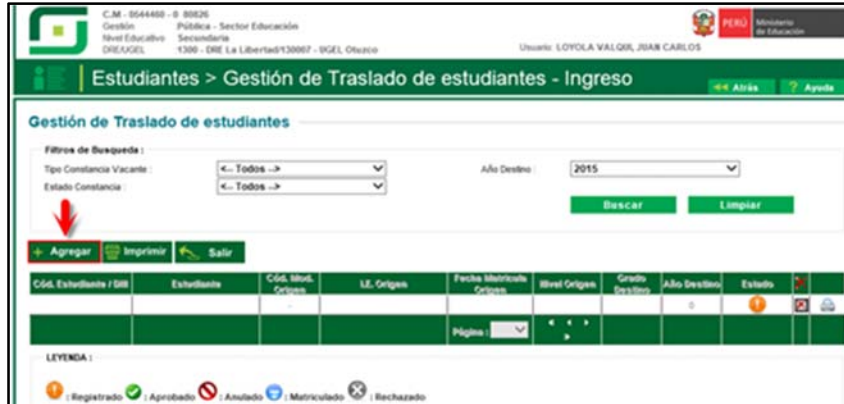 C.M - 0544460 - 0 80826
Gestión Pública - Sector Educación
Nivel Educativo Secundaria
DRE/UGEL 1300 - DRE La Libertad/130007 - UGEL Otuzco
Usuario: LOYOLA VALQUI, JUAN CARLOS
PERÚ Ministerio de Educación
Estudiantes > Gestión de Traslado de estudiantes - Ingreso
Atrás ? Ayuda
Gestión de Traslado de estudiantes
Filtros de Busqueda :
Tipo Constancia Vacante : <-- Todos --> Año Destino : 2015
Estado Constancia : <-- Todos -->
Buscar Limpiar
+ Agregar Imprimir Salir
Cód. Estudiante / DNI Estudiante Cód. Mod. Origen I.E. Origen Fecha Matricula Origen Nivel Origen Grado Destino Año Destino Estado
- 0
Página :
LEYENDA :
: Registrado : Aprobado : Anulado : Matriculado : Rechazado